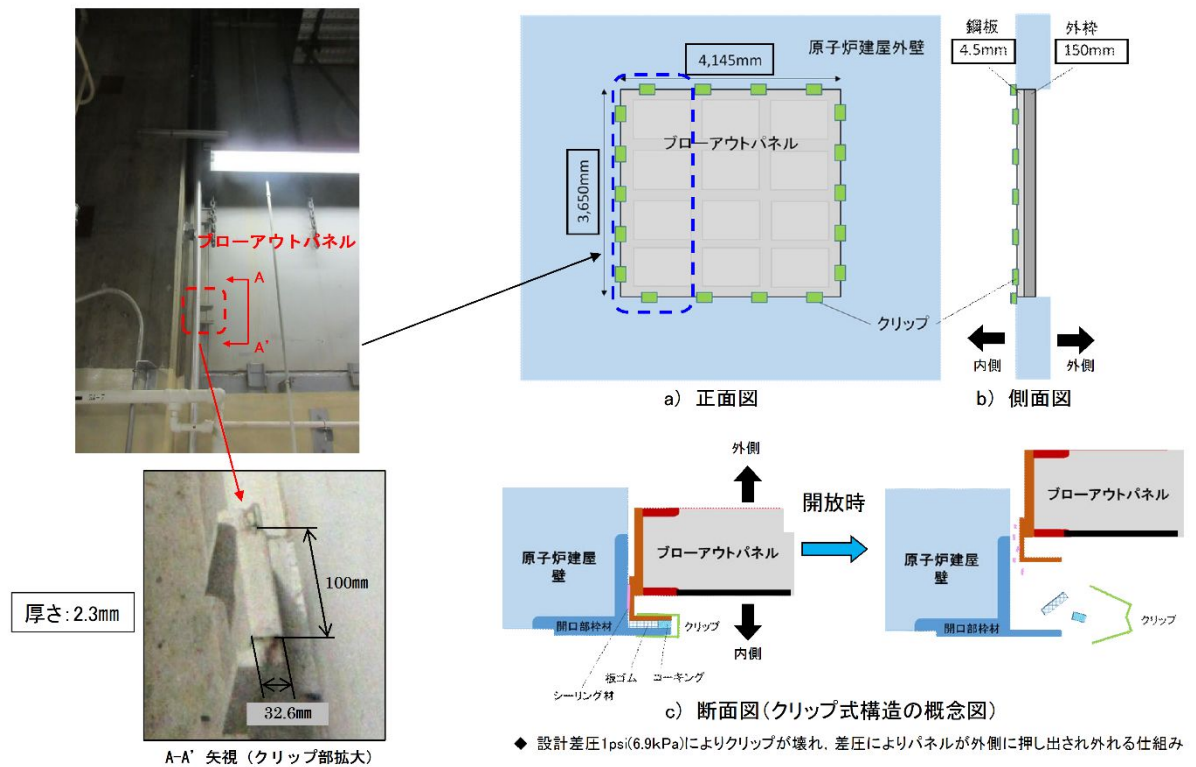 ブローアウトパネル
A
A'
厚さ:2.3mm
100mm
32.6mm
A-A' 矢視 (クリップ部拡大)
原子炉建屋外壁
4,145mm
ブローアウトパネル
3,650mm
クリップ
a) 正面図
鋼板
4.5mm
外枠
150mm
内側
外側
b) 側面図
外側
原子炉建屋
壁
ブローアウトパネル
開口部枠材
クリップ
内側
板ゴム
コーキング
シーリング材
開放時
ブローアウトパネル
原子炉建屋
壁
開口部枠材
クリップ
c) 断面図(クリップ式構造の概念図)
◆ 設計差圧1psi(6.9kPa)によりクリップが壊れ, 差圧によりパネルが外側に押し出され外れる仕組み